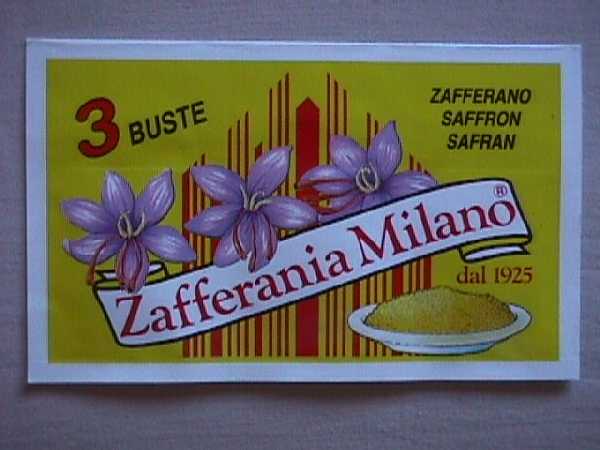 3 BUSTE
ZAFFERANO
SAFFRON
SAFRAN
Zafferania Milano®
dal 1925